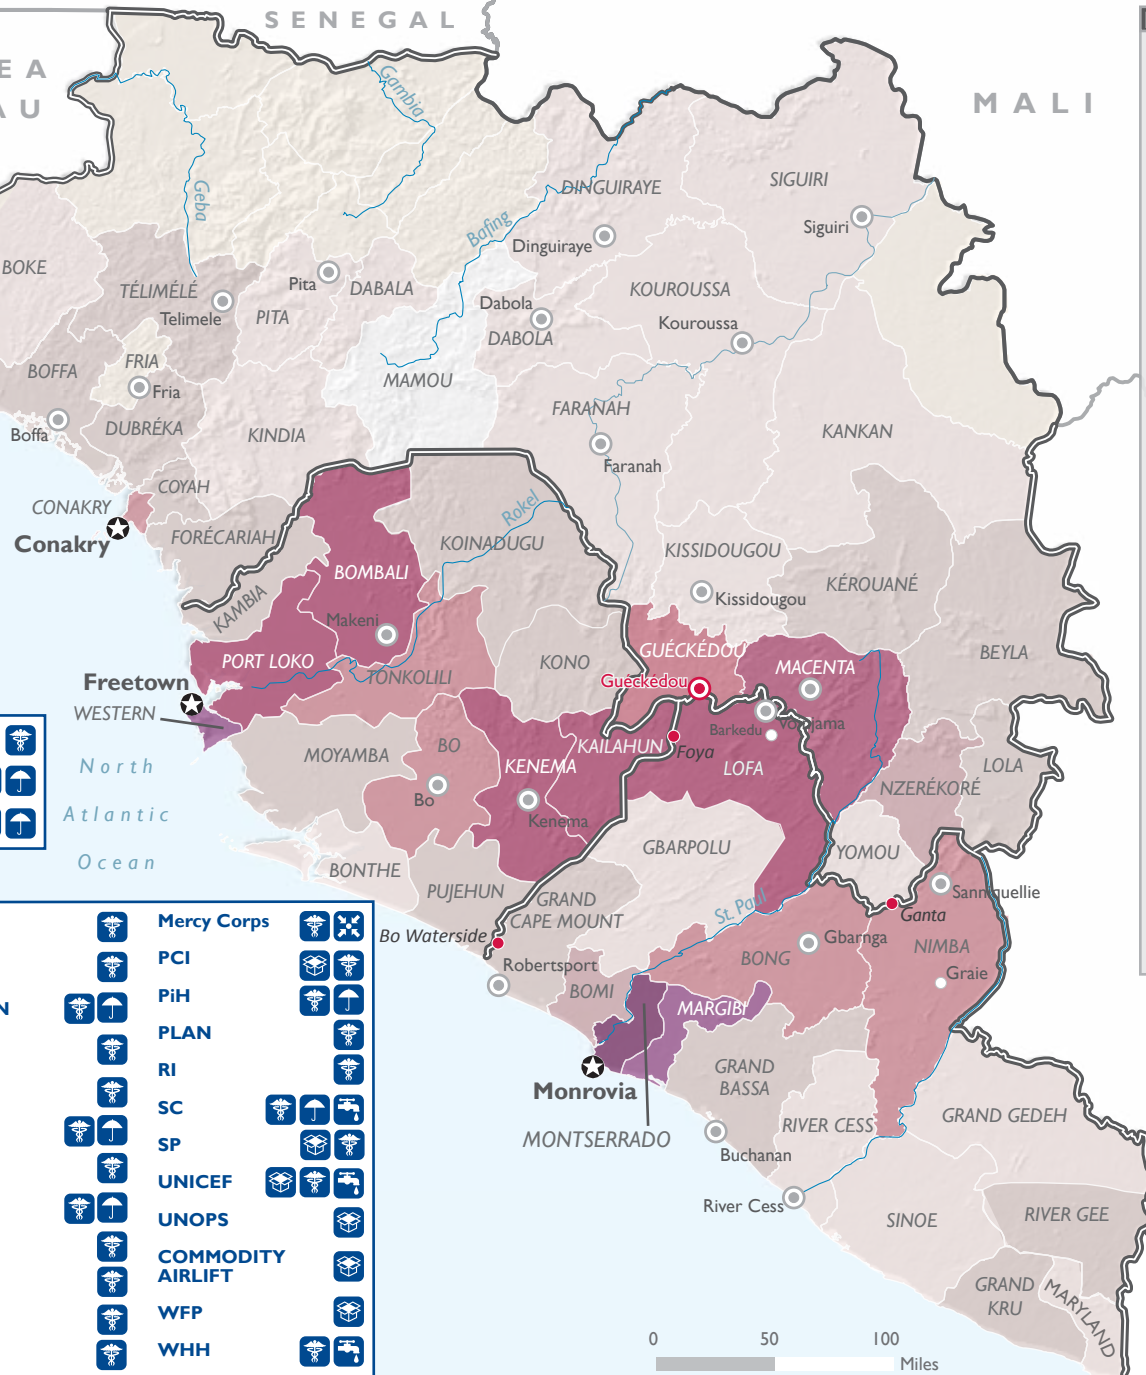 SENEGAL
EA
AU
MALI
Gambia
Geba
Bafing
DINGUIRAYE
SIGUIRI
Siguiri
Dinguiraye
BOKE
TÉLIMÉLÉ
Telimele
Pita
PITA
DABALA
Dabola
DABOLA
KOUROUSSA
Kouroussa
FRIA
Fria
BOFFA
Boffa
DUBRÉKA
KINDIA
MAMOU
FARANAH
Faranah
KANKAN
COYAH
CONAKRY
Conakry
FORÉCARIAH
Rokel
KOINADUGU
KISSIDOUGOU
Kissidougou
KÉROUANÉ
BOMBALI
KAMBIA
Makeni
PORT LOKO
TONKOLILI
KONO
GUÉCKÉDOU
Guéckédou
MACENTA
BEYLA
Freetown
WESTERN
MOYAMBA
BO
Bo
KENEMA
Kenema
KAILAHUN
Foya
Barkedu
Voinjama
LOFA
LOLA
NZERÉKORÉ
North
Atlantic
Ocean
BONTHE
PUJEHUN
GBARPOLU
YOMOU
GRAND
CAPE MOUNT
Bo Waterside
Robertsport
St. Paul
Sanniquellie
Ganta
BONG
Gbarnga
NIMBA
Graie
BOMI
MARGIBI
Monrovia
MONTSERRADO
GRAND
BASSA
Buchanan
RIVER CESS
River Cess
GRAND GEDEH
SINOE
RIVER GEE
GRAND
KRU
MARYLAND
N
Mercy Corps
PCI
PiH
PLAN
RI
SC
SP
UNICEF
UNOPS
COMMODITY
AIRLIFT
WFP
WHH
0 50 100
Miles